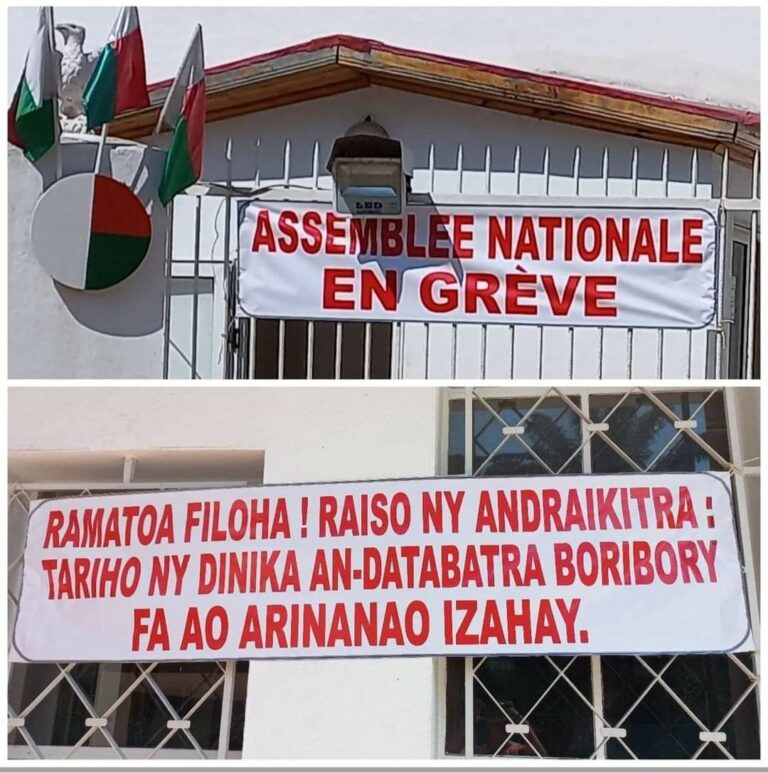 ASSEMBLEE NATIONALE
EN GRÈVE
RAMATOA FILOHA ! RAISO NY ANDRAIKITRA :
TARIHO NY DINIKA AN-DATABATRA BORIBORY
FA AO ARINANAO IZAHAY.